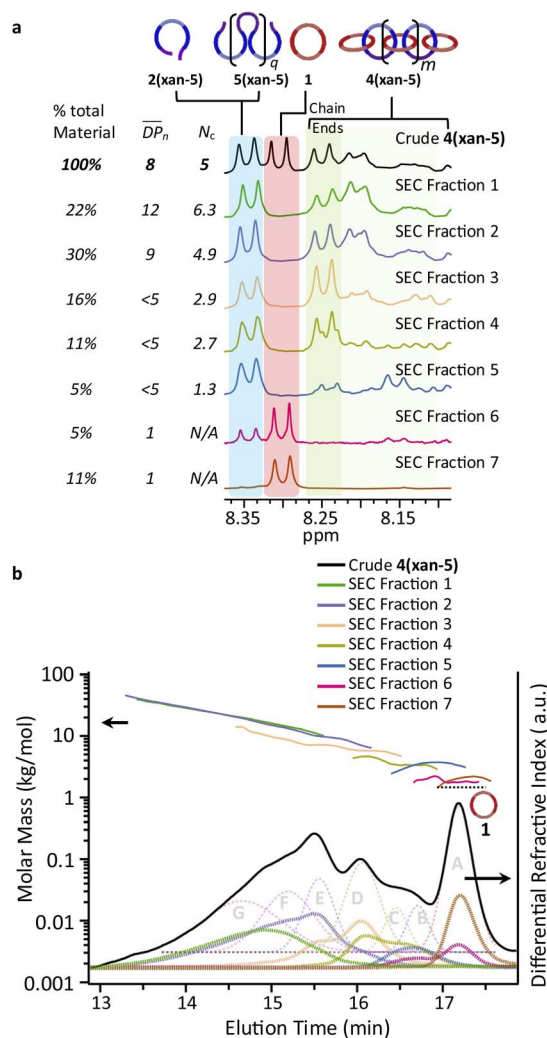 a
q
m
2(xan-5)
5(xan-5)
1
4(xan-5)
% total
Material
DPn
Nc
Chain
Ends
100%
8
5
Crude 4(xan-5)
22%
12
6.3
SEC Fraction 1
30%
9
4.9
SEC Fraction 2
16%
<5
2.9
SEC Fraction 3
11%
<5
2.7
SEC Fraction 4
5%
<5
1.3
SEC Fraction 5
5%
1
N/A
SEC Fraction 6
11%
1
N/A
SEC Fraction 7
8.35
8.25
8.15
ppm
b
Crude 4(xan-5)
SEC Fraction 1
SEC Fraction 2
SEC Fraction 3
SEC Fraction 4
SEC Fraction 5
SEC Fraction 6
SEC Fraction 7
Molar Mass (kg/mol)
100
10
1
0.1
0.01
0.001
1
A
B
C
D
E
F
G
Differential Refractive Index ( a.u.)
13
14
15
16
17
Elution Time (min)